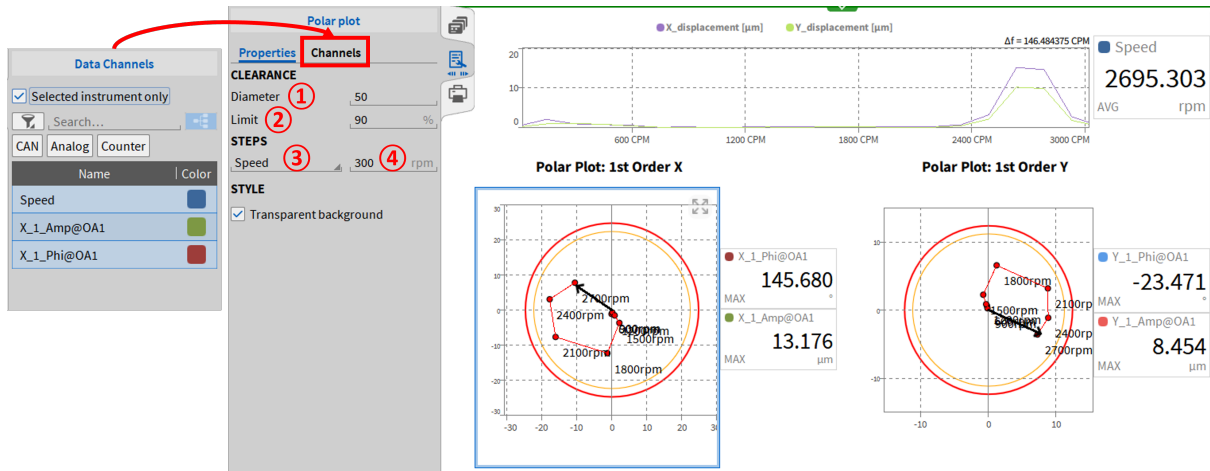 Data Channels
Selected instrument only
Search...
CAN Analog Counter
Name Color
Speed
X_1_Amp@OA1
X_1_Phi@OA1
Polar plot
Properties Channels
CLEARANCE
Diameter 1 50
Limit 2 90 %
STEPS
Speed 3 300 4 rpm
STYLE
Transparent background
X_displacement [µm] Y_displacement [µm]
Δf = 146.484375 CPM
20
10
0
600 CPM 1200 CPM 1800 CPM 2400 CPM 3000 CPM
Speed
2695.303
AVG rpm
Polar Plot: 1st Order X
30
20
10
0
-10
-20
-30
-30 -20 -10 0 10 20 30
2700rpm
2400rpm
1500rpm
2100rpm
1800rpm
X_1_Phi@OA1
145.680
MAX °
X_1_Amp@OA1
13.176
MAX µm
Polar Plot: 1st Order Y
10
0
-10
-10 0 10
1800rpm
2100rp
1500rpm
900rpm
2400rp
2700rpm
Y_1_Phi@OA1
-23.471
MAX °
Y_1_Amp@OA1
8.454
MAX µm